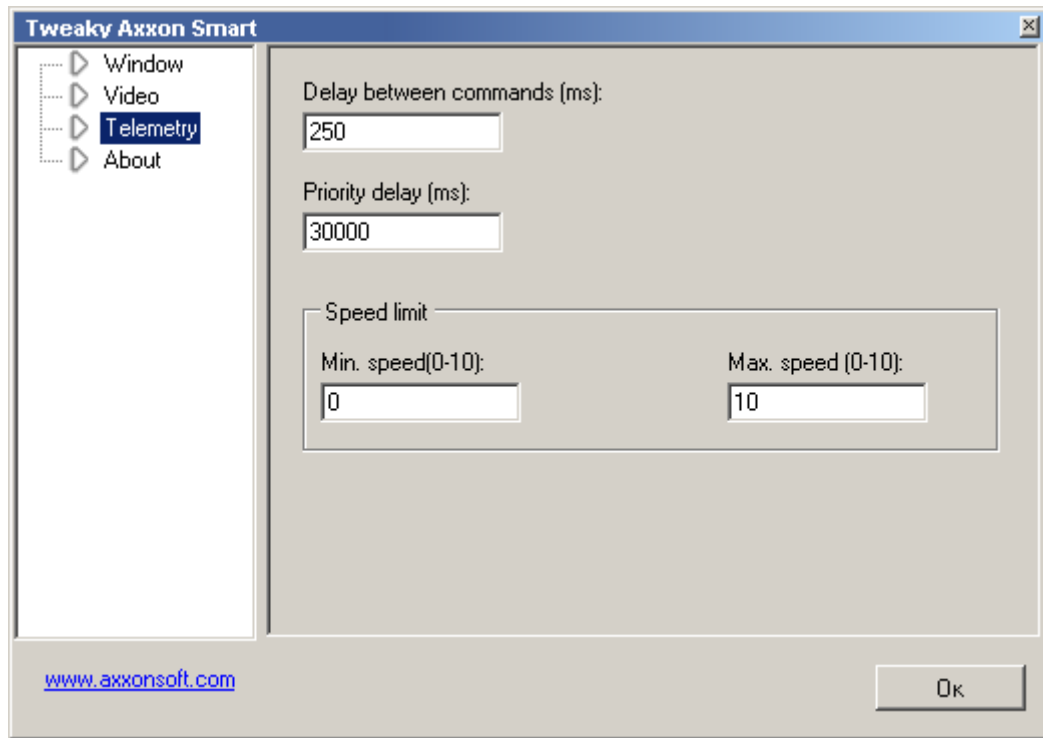 Tweaky Axxon Smart
Window
Video
Telemetry
About
Delay between commands (ms):
250
Priority delay (ms):
30000
Speed limit
Min. speed(0-10):
Max. speed (0-10):
0
10
www.axxonsoft.com
Ок